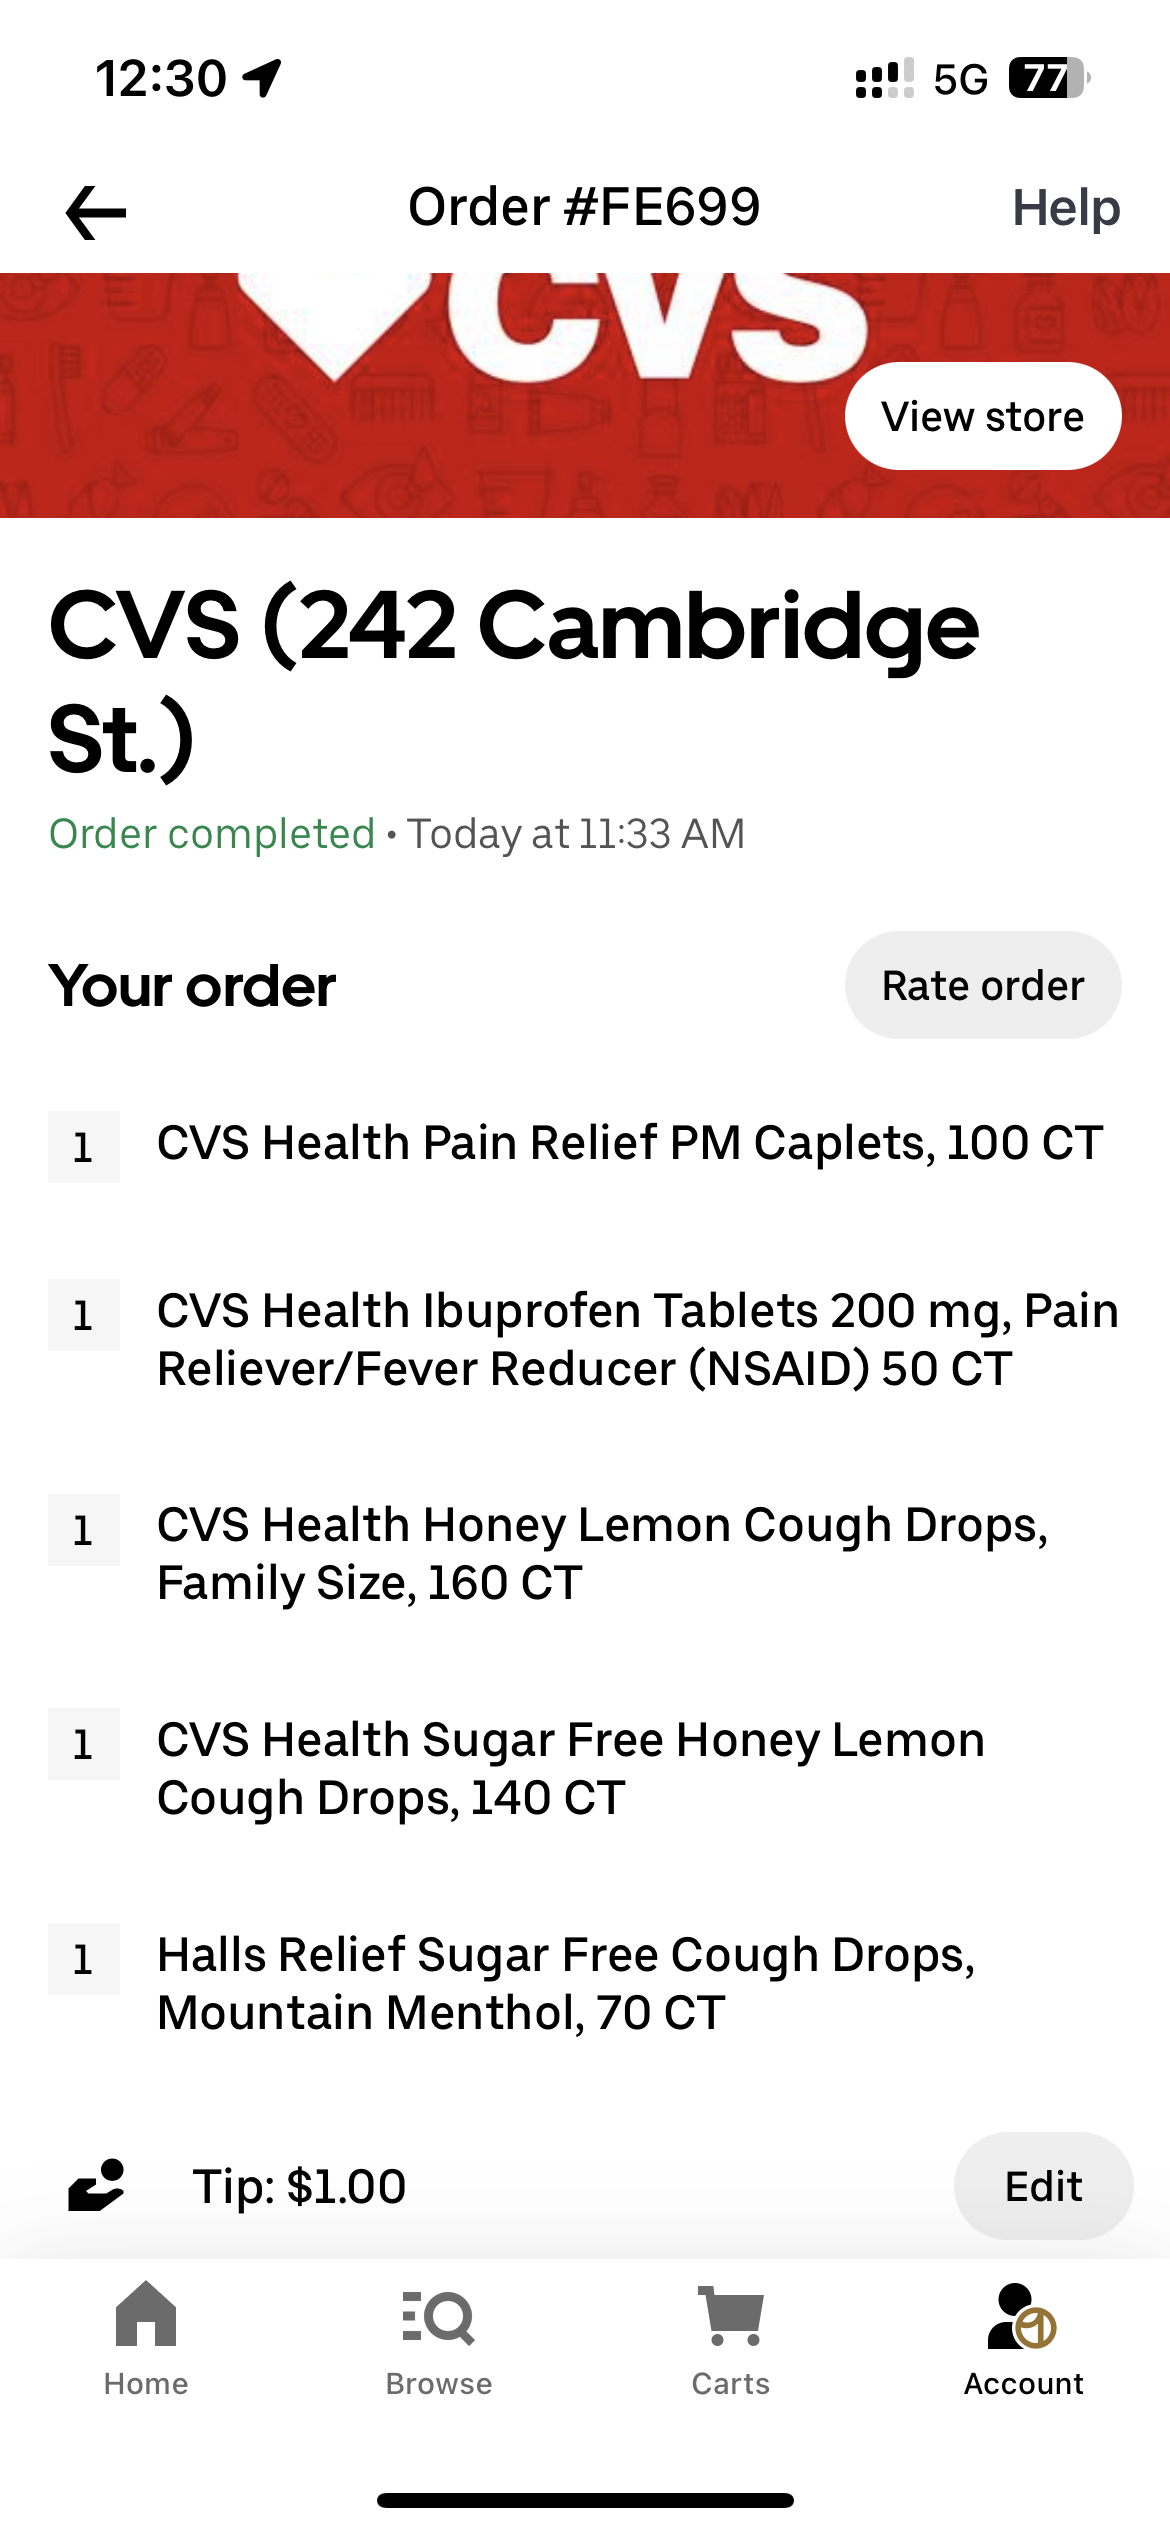 12:30
5G 77
Order #FE699
Help
CVS
View store
CVS (242 Cambridge
St.)
Order completed • Today at 11:33 AM
Your order
Rate order
1 CVS Health Pain Relief PM Caplets, 100 CT
1 CVS Health Ibuprofen Tablets 200 mg, Pain
Reliever/Fever Reducer (NSAID) 50 CT
1 CVS Health Honey Lemon Cough Drops,
Family Size, 160 CT
1 CVS Health Sugar Free Honey Lemon
Cough Drops, 140 CT
1 Halls Relief Sugar Free Cough Drops,
Mountain Menthol, 70 CT
Tip: $1.00
Edit
Home
Browse
Carts
Account